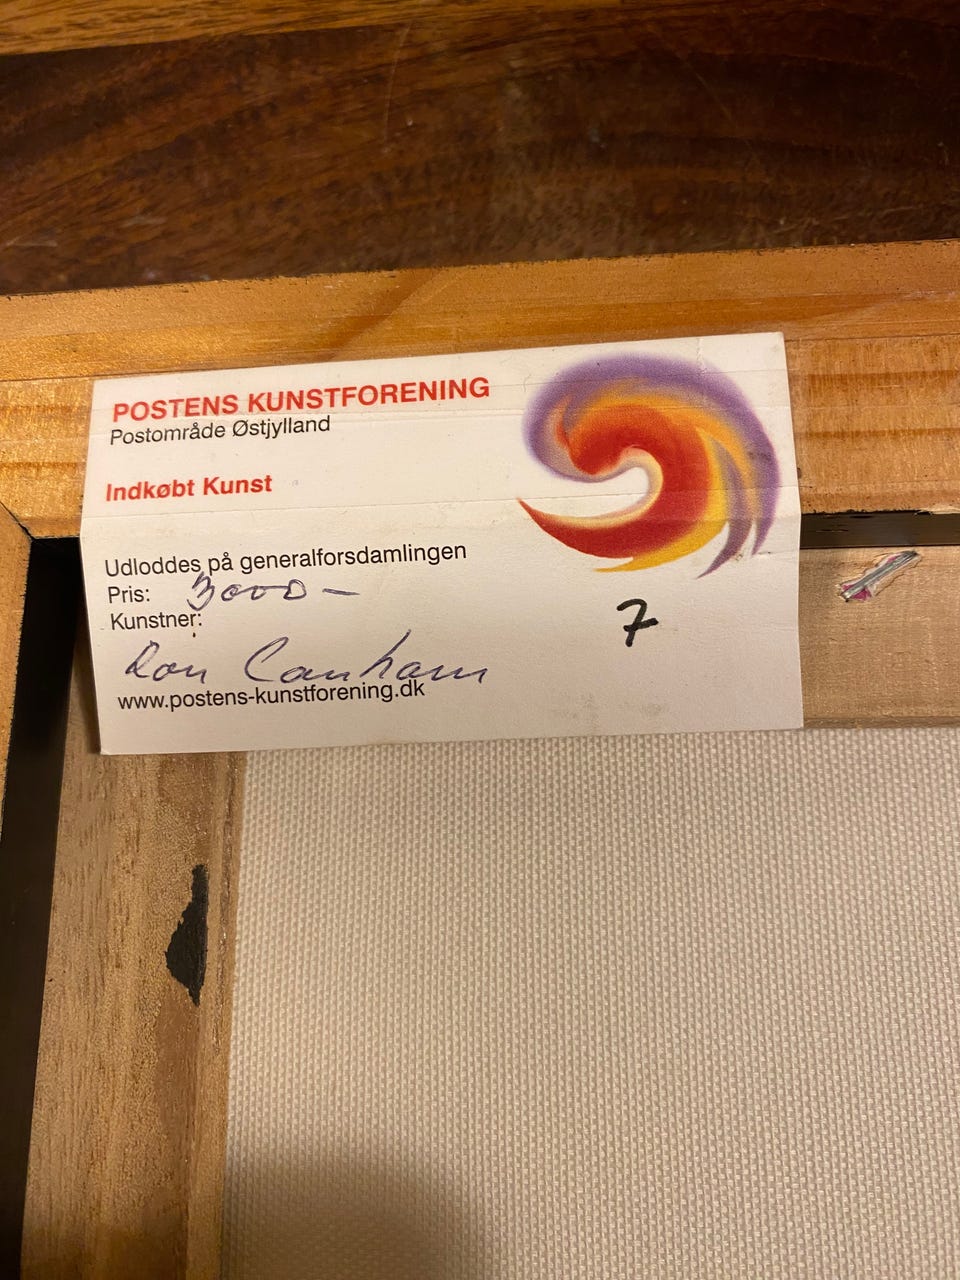 POSTENS KUNSTFORENING
Postområde Østjylland
Indkøbt Kunst
Udloddes på generalforsdamlingen
Pris: 3000-
Kunstner:
Ron Canham
www.postens-kunstforening.dk
7